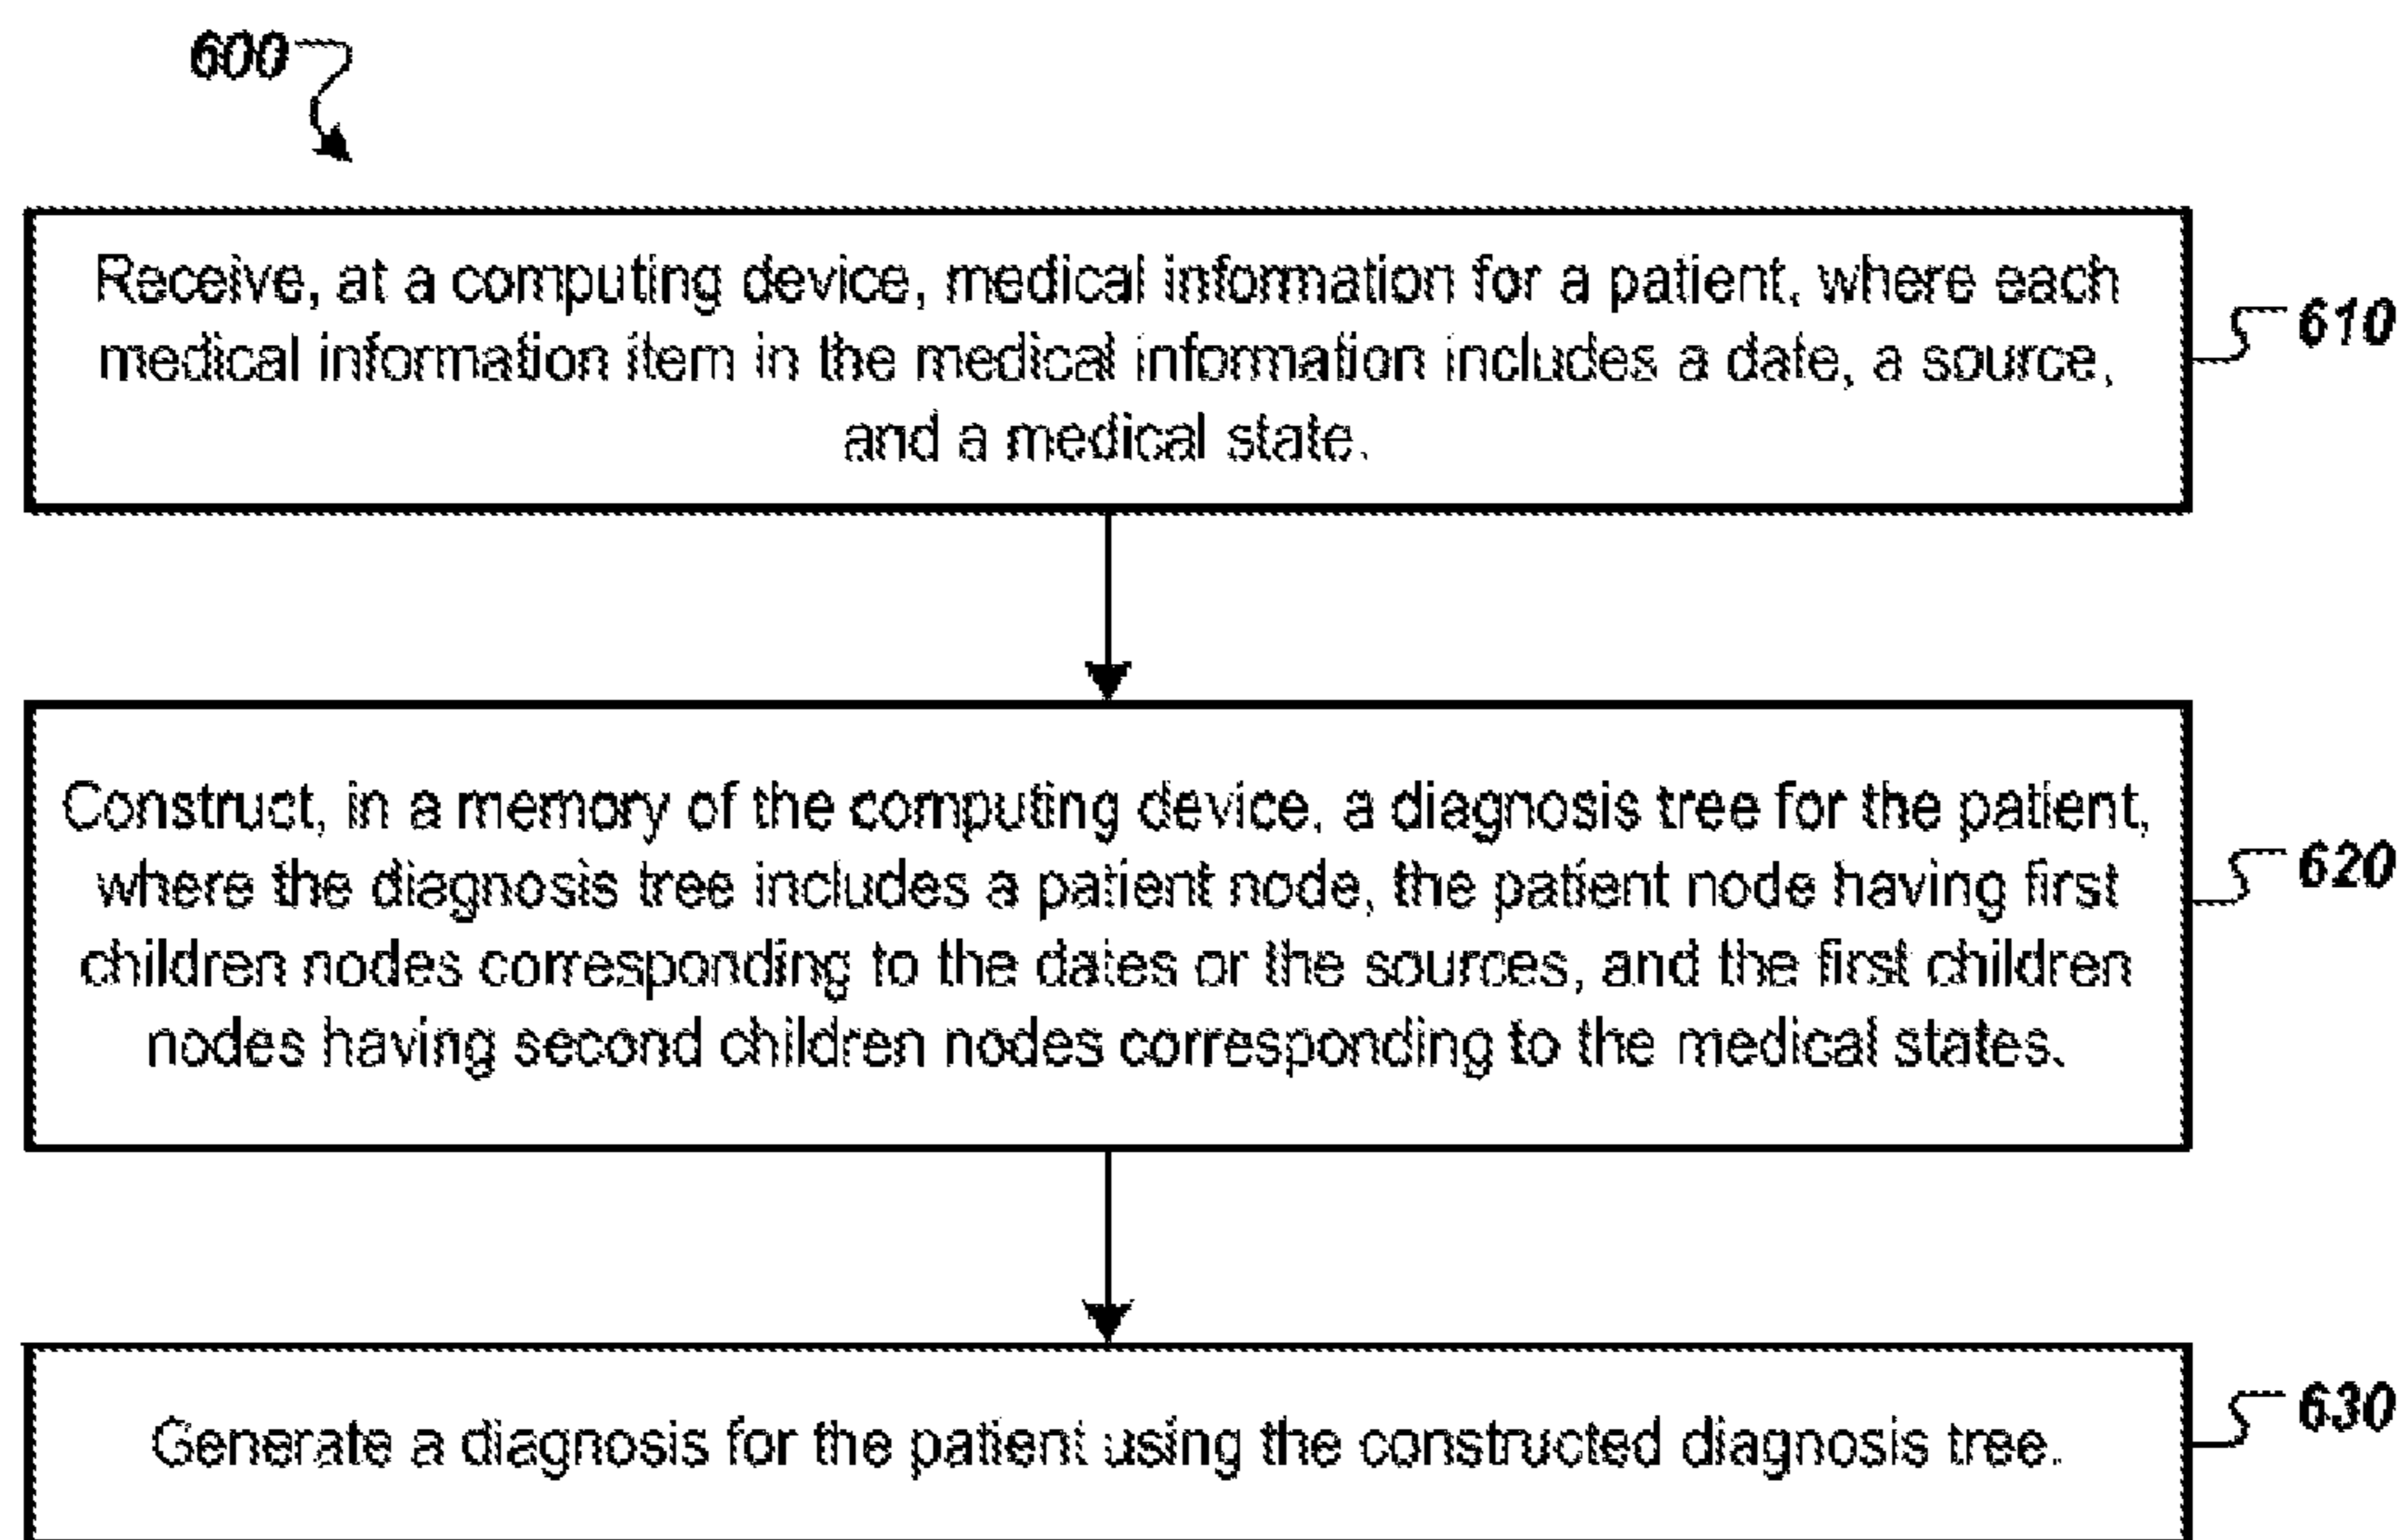 600
Receive, at a computing device, medical information for a patient, where each
medical information item in the medical information includes a date, a source,
and a medical state.
610
Construct, in a memory of the computing device, a diagnosis tree for the patient,
where the diagnosis tree includes a patient node, the patient node having first
children nodes corresponding to the dates or the sources, and the first children
nodes having second children nodes corresponding to the medical states.
620
Generate a diagnosis for the patient using the constructed diagnosis tree.
630